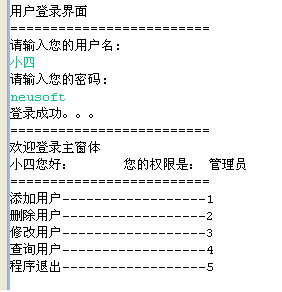 用户登录界面
=========================
请输入您的用户名:
小四
请输入您的密码:
neusoft
登录成功。。。
=========================
欢迎登录主窗体
小四您好:       您的权限是: 管理员
=========================
添加用户------------------1
删除用户------------------2
修改用户------------------3
查询用户------------------4
程序退出------------------5